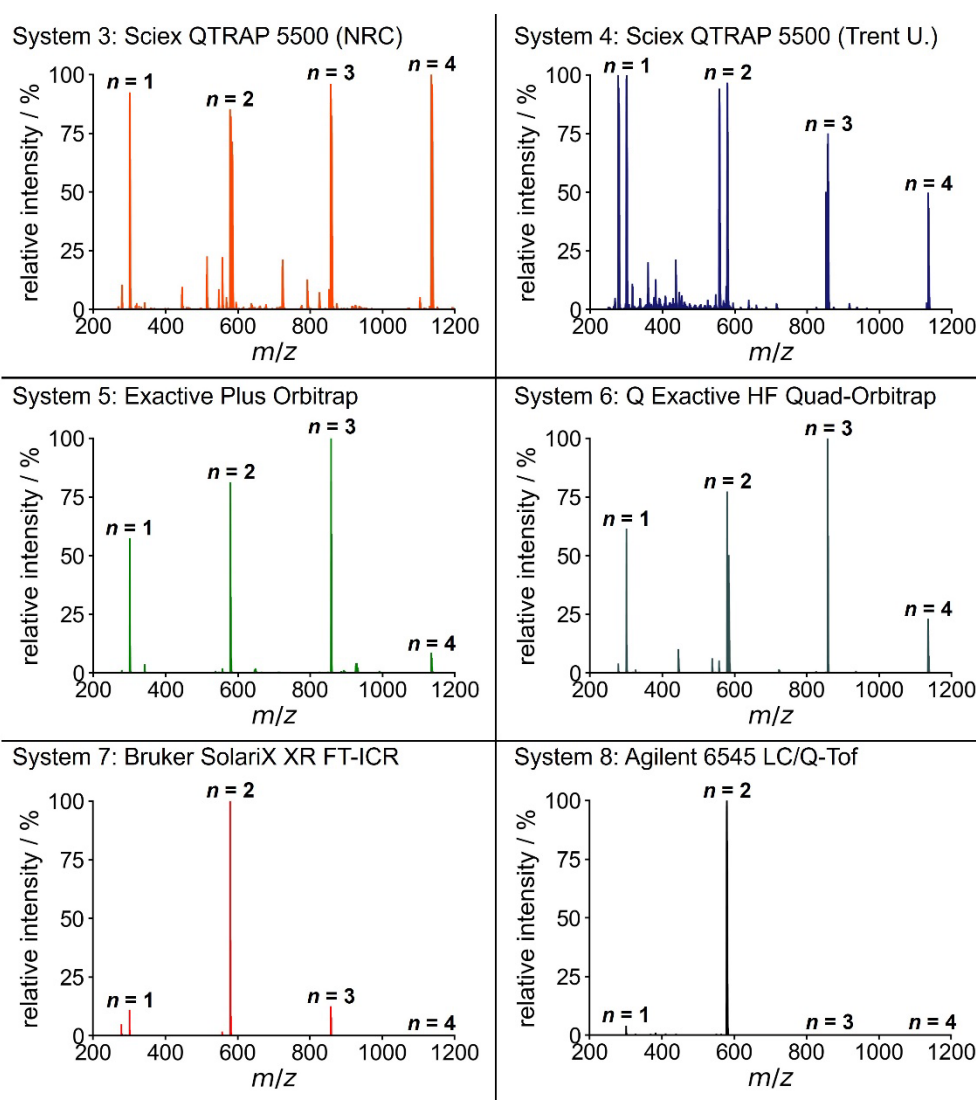 System 3: Sciex QTRAP 5500 (NRC)
relative intensity / %
100
75
50
25
0
n = 1
n = 2
n = 3
n = 4
200 400 600 800 1000 1200
m/z
System 4: Sciex QTRAP 5500 (Trent U.)
relative intensity / %
100
75
50
25
0
n = 1
n = 2
n = 3
n = 4
200 400 600 800 1000 1200
m/z
System 5: Exactive Plus Orbitrap
relative intensity / %
100
75
50
25
0
n = 1
n = 2
n = 3
n = 4
200 400 600 800 1000 1200
m/z
System 6: Q Exactive HF Quad-Orbitrap
relative intensity / %
100
75
50
25
0
n = 1
n = 2
n = 3
n = 4
200 400 600 800 1000 1200
m/z
System 7: Bruker SolariX XR FT-ICR
relative intensity / %
100
75
50
25
0
n = 1
n = 2
n = 3
n = 4
200 400 600 800 1000 1200
m/z
System 8: Agilent 6545 LC/Q-Tof
relative intensity / %
100
75
50
25
0
n = 1
n = 2
n = 3
n = 4
200 400 600 800 1000 1200
m/z